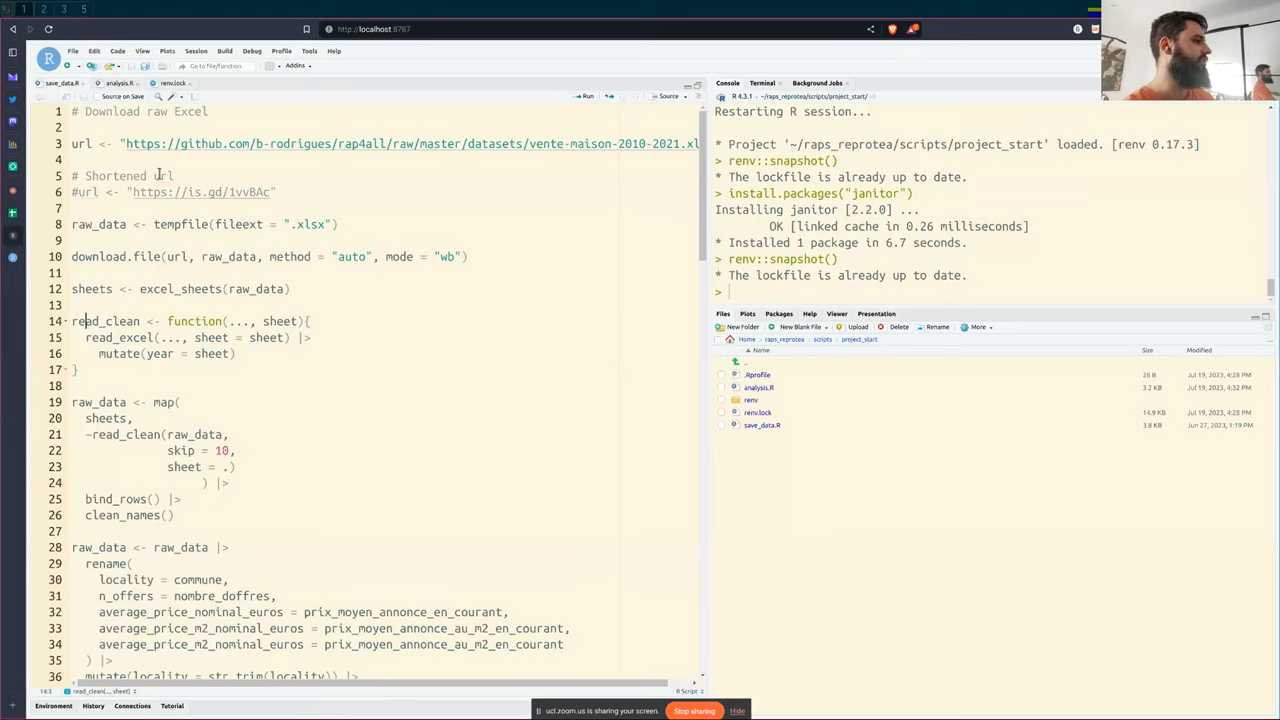 1 2 3 5
http://localhost:8787
File Edit Code View Plots Session Build Debug Profile Tools Help
Go to file/function Addins
save_data.R analysis.R renv.lock
Source on Save Run Source
1 # Download raw Excel
2
3 url <- "https://github.com/b-rodrigues/rap4all/raw/master/datasets/vente-maison-2010-2021.xl
4
5 # Shortened url
6 #url <- "https://is.gd/1vvBAc"
7
8 raw_data <- tempfile(fileext = ".xlsx")
9
10 download.file(url, raw_data, method = "auto", mode = "wb")
11
12 sheets <- excel_sheets(raw_data)
13
14 read_clean <- function(..., sheet){
15 read_excel(..., sheet = sheet) |>
16 mutate(year = sheet)
17 }
18
19 raw_data <- map(
20 sheets,
21 ~read_clean(raw_data,
22 skip = 10,
23 sheet = .)
24 ) |>
25 bind_rows() |>
26 clean_names()
27
28 raw_data <- raw_data |>
29 rename(
30 locality = commune,
31 n_offers = nombre_doffres,
32 average_price_nominal_euros = prix_moyen_annonce_en_courant,
33 average_price_m2_nominal_euros = prix_moyen_annonce_au_m2_en_courant,
34 average_price_m2_nominal_euros = prix_moyen_annonce_au_m2_en_courant
35 ) |>
36 mutate(locality = str_trim(locality)) |>
14:3 read_clean(..., sheet) R Script
Environment History Connections Tutorial
Console Terminal Background Jobs
R 4.3.1 · ~/raps_reprotea/scripts/project_start/
Restarting R session...
* Project '~/raps_reprotea/scripts/project_start' loaded. [renv 0.17.3]
> renv::snapshot()
* The lockfile is already up to date.
> install.packages("janitor")
Installing janitor [2.2.0] ...
OK [linked cache in 0.26 milliseconds]
* Installed 1 package in 6.7 seconds.
> renv::snapshot()
* The lockfile is already up to date.
>
Files Plots Packages Help Viewer Presentation
New Folder New Blank File Upload Delete Rename More
Home raps_reprotea scripts project_start
Name Size Modified
..
.Rprofile 26 B Jul 19, 2023, 4:28 PM
analysis.R 3.2 KB Jul 19, 2023, 4:32 PM
renv
renv.lock 14.9 KB Jul 19, 2023, 4:28 PM
save_data.R 3.8 KB Jun 27, 2023, 1:19 PM
ucl.zoom.us is sharing your screen. Stop sharing Hide